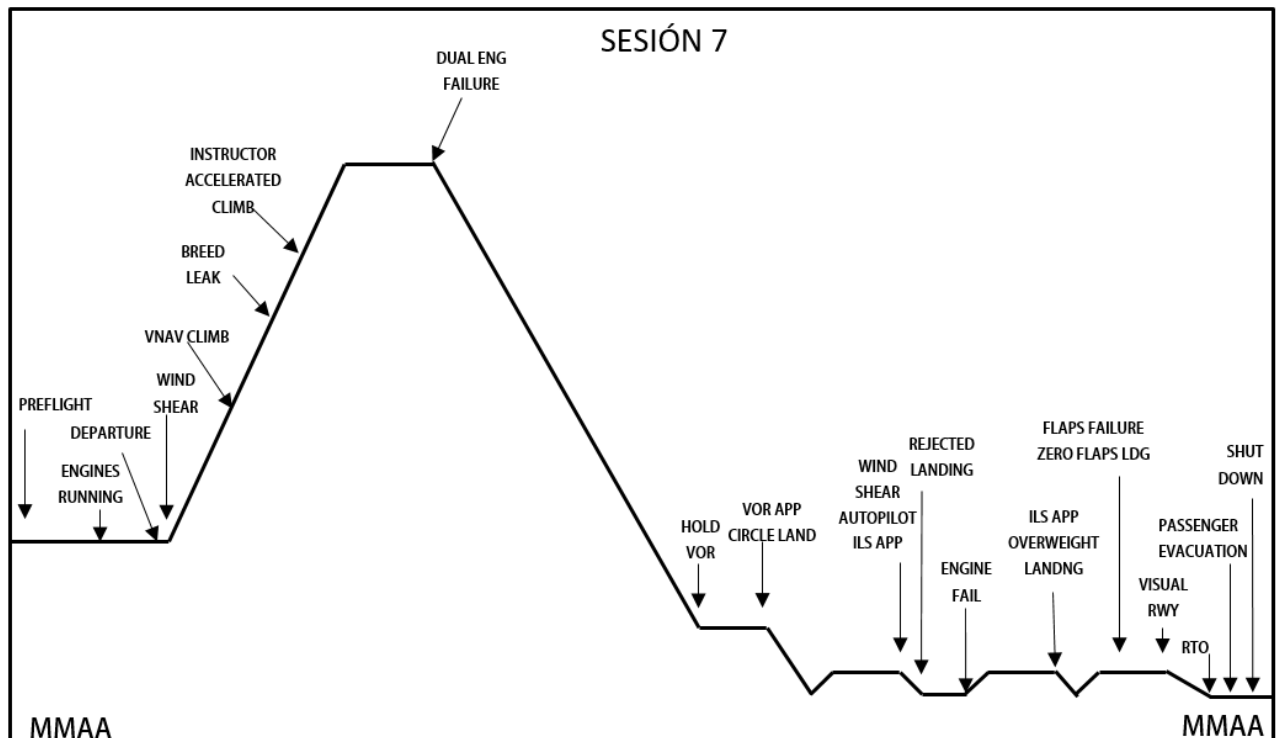 SESIÓN 7
DUAL ENG
FAILURE
INSTRUCTOR
ACCELERATED
CLIMB
BREED
LEAK
VNAV CLIMB
WIND
SHEAR
PREFLIGHT
DEPARTURE
ENGINES
RUNNING
HOLD
VOR
VOR APP
CIRCLE LAND
WIND
SHEAR
AUTOPILOT
ILS APP
REJECTED
LANDING
ENGINE
FAIL
ILS APP
OVERWEIGHT
LANDNG
FLAPS FAILURE
ZERO FLAPS LDG
VISUAL
RWY
RTO
PASSENGER
EVACUATION
SHUT
DOWN
MMAA
MMAA